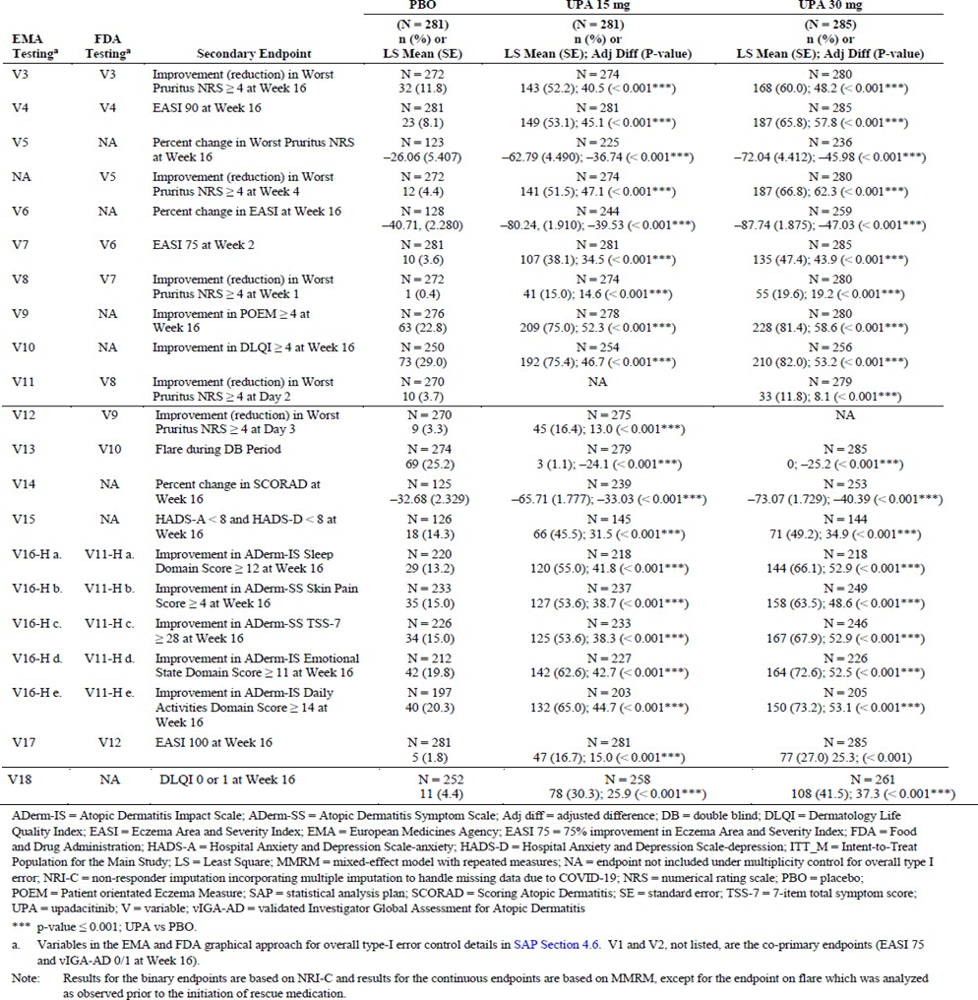 PBO UPA 15 mg UPA 30 mg
(N = 281) (N = 281) (N = 285)
EMA FDA n (%) or n (%) or n (%) or
Testingᵃ Testingᵃ Secondary Endpoint LS Mean (SE) LS Mean (SE); Adj Diff (P-value) LS Mean (SE); Adj Diff (P-value)
V3 V3 Improvement (reduction) in Worst N = 272 N = 274 N = 280
Pruritus NRS ≥ 4 at Week 16 32 (11.8) 143 (52.2); 40.5 (< 0.001***) 168 (60.0); 48.2 (< 0.001***)
V4 V4 EASI 90 at Week 16 N = 281 N = 281 N = 285
23 (8.1) 149 (53.1); 45.1 (< 0.001***) 187 (65.8); 57.8 (< 0.001***)
V5 NA Percent change in Worst Pruritus NRS N = 123 N = 225 N = 236
at Week 16 –26.06 (5.407) –62.79 (4.490); –36.74 (< 0.001***) –72.04 (4.412); –45.98 (< 0.001***)
NA V5 Improvement (reduction) in Worst N = 272 N = 274 N = 280
Pruritus NRS ≥ 4 at Week 4 12 (4.4) 141 (51.5); 47.1 (< 0.001***) 187 (66.8); 62.3 (< 0.001***)
V6 NA Percent change in EASI at Week 16 N = 128 N = 244 N = 259
–40.71, (2.280) –80.24, (1.910); –39.53 (< 0.001***) –87.74 (1.875); –47.03 (< 0.001***)
V7 V6 EASI 75 at Week 2 N = 281 N = 281 N = 285
10 (3.6) 107 (38.1); 34.5 (< 0.001***) 135 (47.4); 43.9 (< 0.001***)
V8 V7 Improvement (reduction) in Worst N = 272 N = 274 N = 280
Pruritus NRS ≥ 4 at Week 1 1 (0.4) 41 (15.0); 14.6 (< 0.001***) 55 (19.6); 19.2 (< 0.001***)
V9 NA Improvement in POEM ≥ 4 at N = 276 N = 278 N = 280
Week 16 63 (22.8) 209 (75.0); 52.3 (< 0.001***) 228 (81.4); 58.6 (< 0.001***)
V10 NA Improvement in DLQI ≥ 4 at Week 16 N = 250 N = 254 N = 256
73 (29.0) 192 (75.4); 46.7 (< 0.001***) 210 (82.0); 53.2 (< 0.001***)
V11 V8 Improvement (reduction) in Worst N = 270 NA N = 279
Pruritus NRS ≥ 4 at Day 2 10 (3.7) 33 (11.8); 8.1 (< 0.001***)
V12 V9 Improvement (reduction) in Worst N = 270 N = 275 NA
Pruritus NRS ≥ 4 at Day 3 9 (3.3) 45 (16.4); 13.0 (< 0.001***)
V13 V10 Flare during DB Period N = 274 N = 279 N = 285
69 (25.2) 3 (1.1); –24.1 (< 0.001***) 0; –25.2 (< 0.001***)
V14 NA Percent change in SCORAD at N = 125 N = 239 N = 253
Week 16 –32.68 (2.329) –65.71 (1.777); –33.03 (< 0.001***) –73.07 (1.729); –40.39 (< 0.001***)
V15 NA HADS-A < 8 and HADS-D < 8 at N = 126 N = 145 N = 144
Week 16 18 (14.3) 66 (45.5); 31.5 (< 0.001***) 71 (49.2); 34.9 (< 0.001***)
V16-H a. V11-H a. Improvement in ADerm-IS Sleep N = 220 N = 218 N = 218
Domain Score ≥ 12 at Week 16 29 (13.2) 120 (55.0); 41.8 (< 0.001***) 144 (66.1); 52.9 (< 0.001***)
V16-H b. V11-H b. Improvement in ADerm-SS Skin Pain N = 233 N = 237 N = 249
Score ≥ 4 at Week 16 35 (15.0) 127 (53.6); 38.7 (< 0.001***) 158 (63.5); 48.6 (< 0.001***)
V16-H c. V11-H c. Improvement in ADerm-SS TSS-7 N = 226 N = 233 N = 246
≥ 28 at Week 16 34 (15.0) 125 (53.6); 38.3 (< 0.001***) 167 (67.9); 52.9 (< 0.001***)
V16-H d. V11-H d. Improvement in ADerm-IS Emotional N = 212 N = 227 N = 226
State Domain Score ≥ 11 at Week 16 42 (19.8) 142 (62.6); 42.7 (< 0.001***) 164 (72.6); 52.5 (< 0.001***)
V16-H e. V11-H e. Improvement in ADerm-IS Daily N = 197 N = 203 N = 205
Activities Domain Score ≥ 14 at 40 (20.3) 132 (65.0); 44.7 (< 0.001***) 150 (73.2); 53.1 (< 0.001***)
Week 16
V17 V12 EASI 100 at Week 16 N = 281 N = 281 N = 285
5 (1.8) 47 (16.7); 15.0 (< 0.001***) 77 (27.0) 25.3; (< 0.001)
V18 NA DLQI 0 or 1 at Week 16 N = 252 N = 258 N = 261
11 (4.4) 78 (30.3); 25.9 (< 0.001***) 108 (41.5); 37.3 (< 0.001***)
ADerm-IS = Atopic Dermatitis Impact Scale; ADerm-SS = Atopic Dermatitis Symptom Scale; Adj diff = adjusted difference; DB = double blind; DLQI = Dermatology Life
Quality Index; EASI = Eczema Area and Severity Index; EMA = European Medicines Agency; EASI 75 = 75% improvement in Eczema Area and Severity Index; FDA = Food
and Drug Administration; HADS-A = Hospital Anxiety and Depression Scale-anxiety; HADS-D = Hospital Anxiety and Depression Scale-depression; ITT_M = Intent-to-Treat
Population for the Main Study; LS = Least Square; MMRM = mixed-effect model with repeated measures; NA = endpoint not included under multiplicity control for overall type I
error; NRI-C = non-responder imputation incorporating multiple imputation to handle missing data due to COVID-19; NRS = numerical rating scale; PBO = placebo;
POEM = Patient orientated Eczema Measure; SAP = statistical analysis plan; SCORAD = Scoring Atopic Dermatitis; SE = standard error; TSS-7 = 7-item total symptom score;
UPA = upadacitinib; V = variable; vIGA-AD = validated Investigator Global Assessment for Atopic Dermatitis
*** p-value ≤ 0.001; UPA vs PBO.
a. Variables in the EMA and FDA graphical approach for overall type-I error control details in SAP Section 4.6. V1 and V2, not listed, are the co-primary endpoints (EASI 75
and vIGA-AD 0/1 at Week 16).
Note: Results for the binary endpoints are based on NRI-C and results for the continuous endpoints are based on MMRM, except for the endpoint on flare which was analyzed
as observed prior to the initiation of rescue medication.